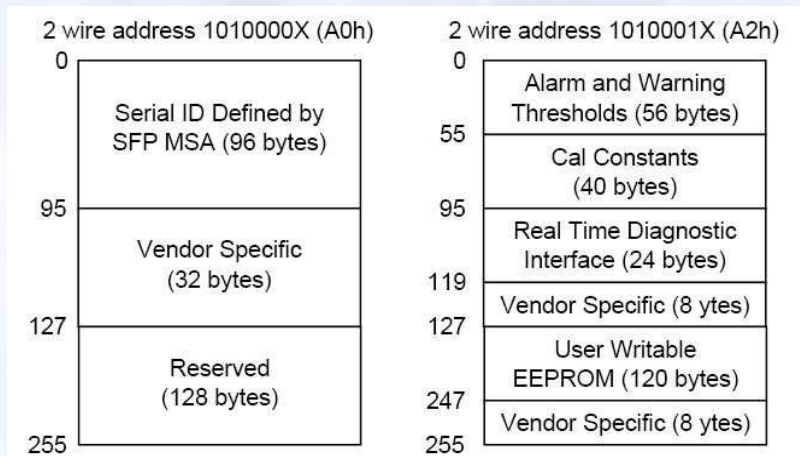 2 wire address 1010000X (A0h)
0
Serial ID Defined by
SFP MSA (96 bytes)
95
Vendor Specific
(32 bytes)
127
Reserved
(128 bytes)
255
2 wire address 1010001X (A2h)
0
Alarm and Warning
Thresholds (56 bytes)
55
Cal Constants
(40 bytes)
95
Real Time Diagnostic
Interface (24 bytes)
119
Vendor Specific (8 ytes)
127
User Writable
EEPROM (120 bytes)
247
Vendor Specific (8 ytes)
255